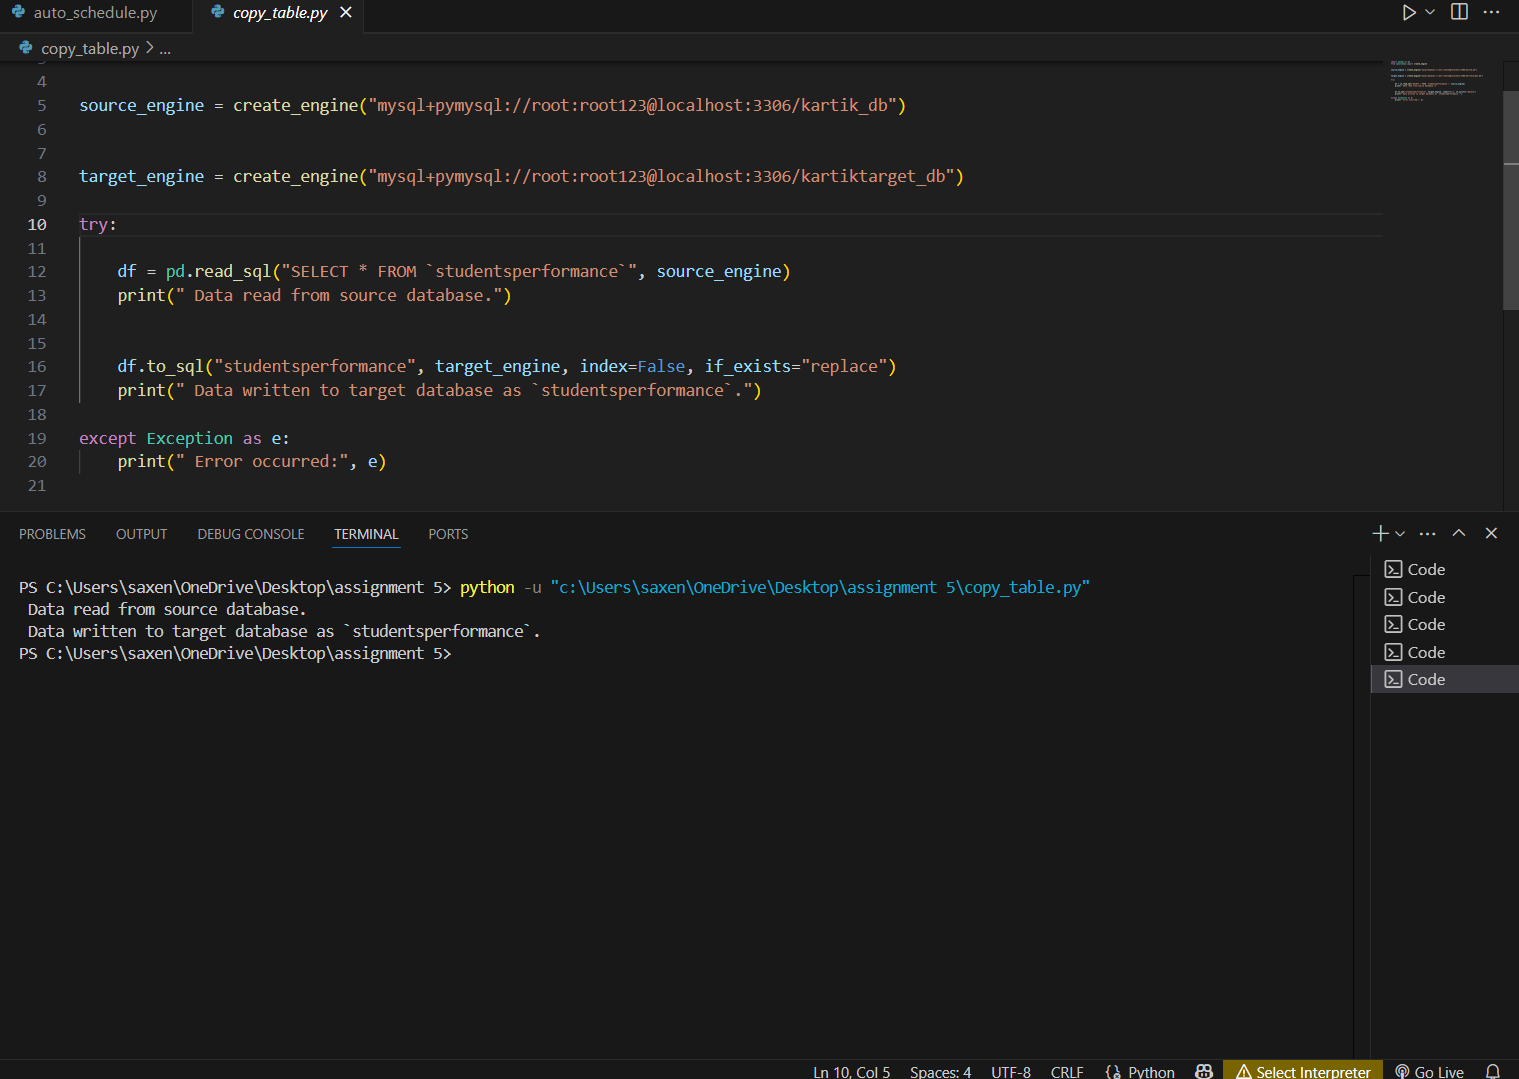 auto_schedule.py
copy_table.py
copy_table.py > ...
4
5 source_engine = create_engine("mysql+pymysql://root:root123@localhost:3306/kartik_db")
6
7
8 target_engine = create_engine("mysql+pymysql://root:root123@localhost:3306/kartiktarget_db")
9
10 try:
11
12 df = pd.read_sql("SELECT * FROM `studentsperformance`", source_engine)
13 print(" Data read from source database.")
14
15
16 df.to_sql("studentsperformance", target_engine, index=False, if_exists="replace")
17 print(" Data written to target database as `studentsperformance`.")
18
19 except Exception as e:
20 print(" Error occurred:", e)
21
PROBLEMS OUTPUT DEBUG CONSOLE TERMINAL PORTS
PS C:\Users\saxen\OneDrive\Desktop\assignment 5> python -u "c:\Users\saxen\OneDrive\Desktop\assignment 5\copy_table.py"
Data read from source database.
Data written to target database as `studentsperformance`.
PS C:\Users\saxen\OneDrive\Desktop\assignment 5>
Code
Code
Code
Code
Code
Ln 10, Col 5 Spaces: 4 UTF-8 CRLF {} Python Select Interpreter Go Live